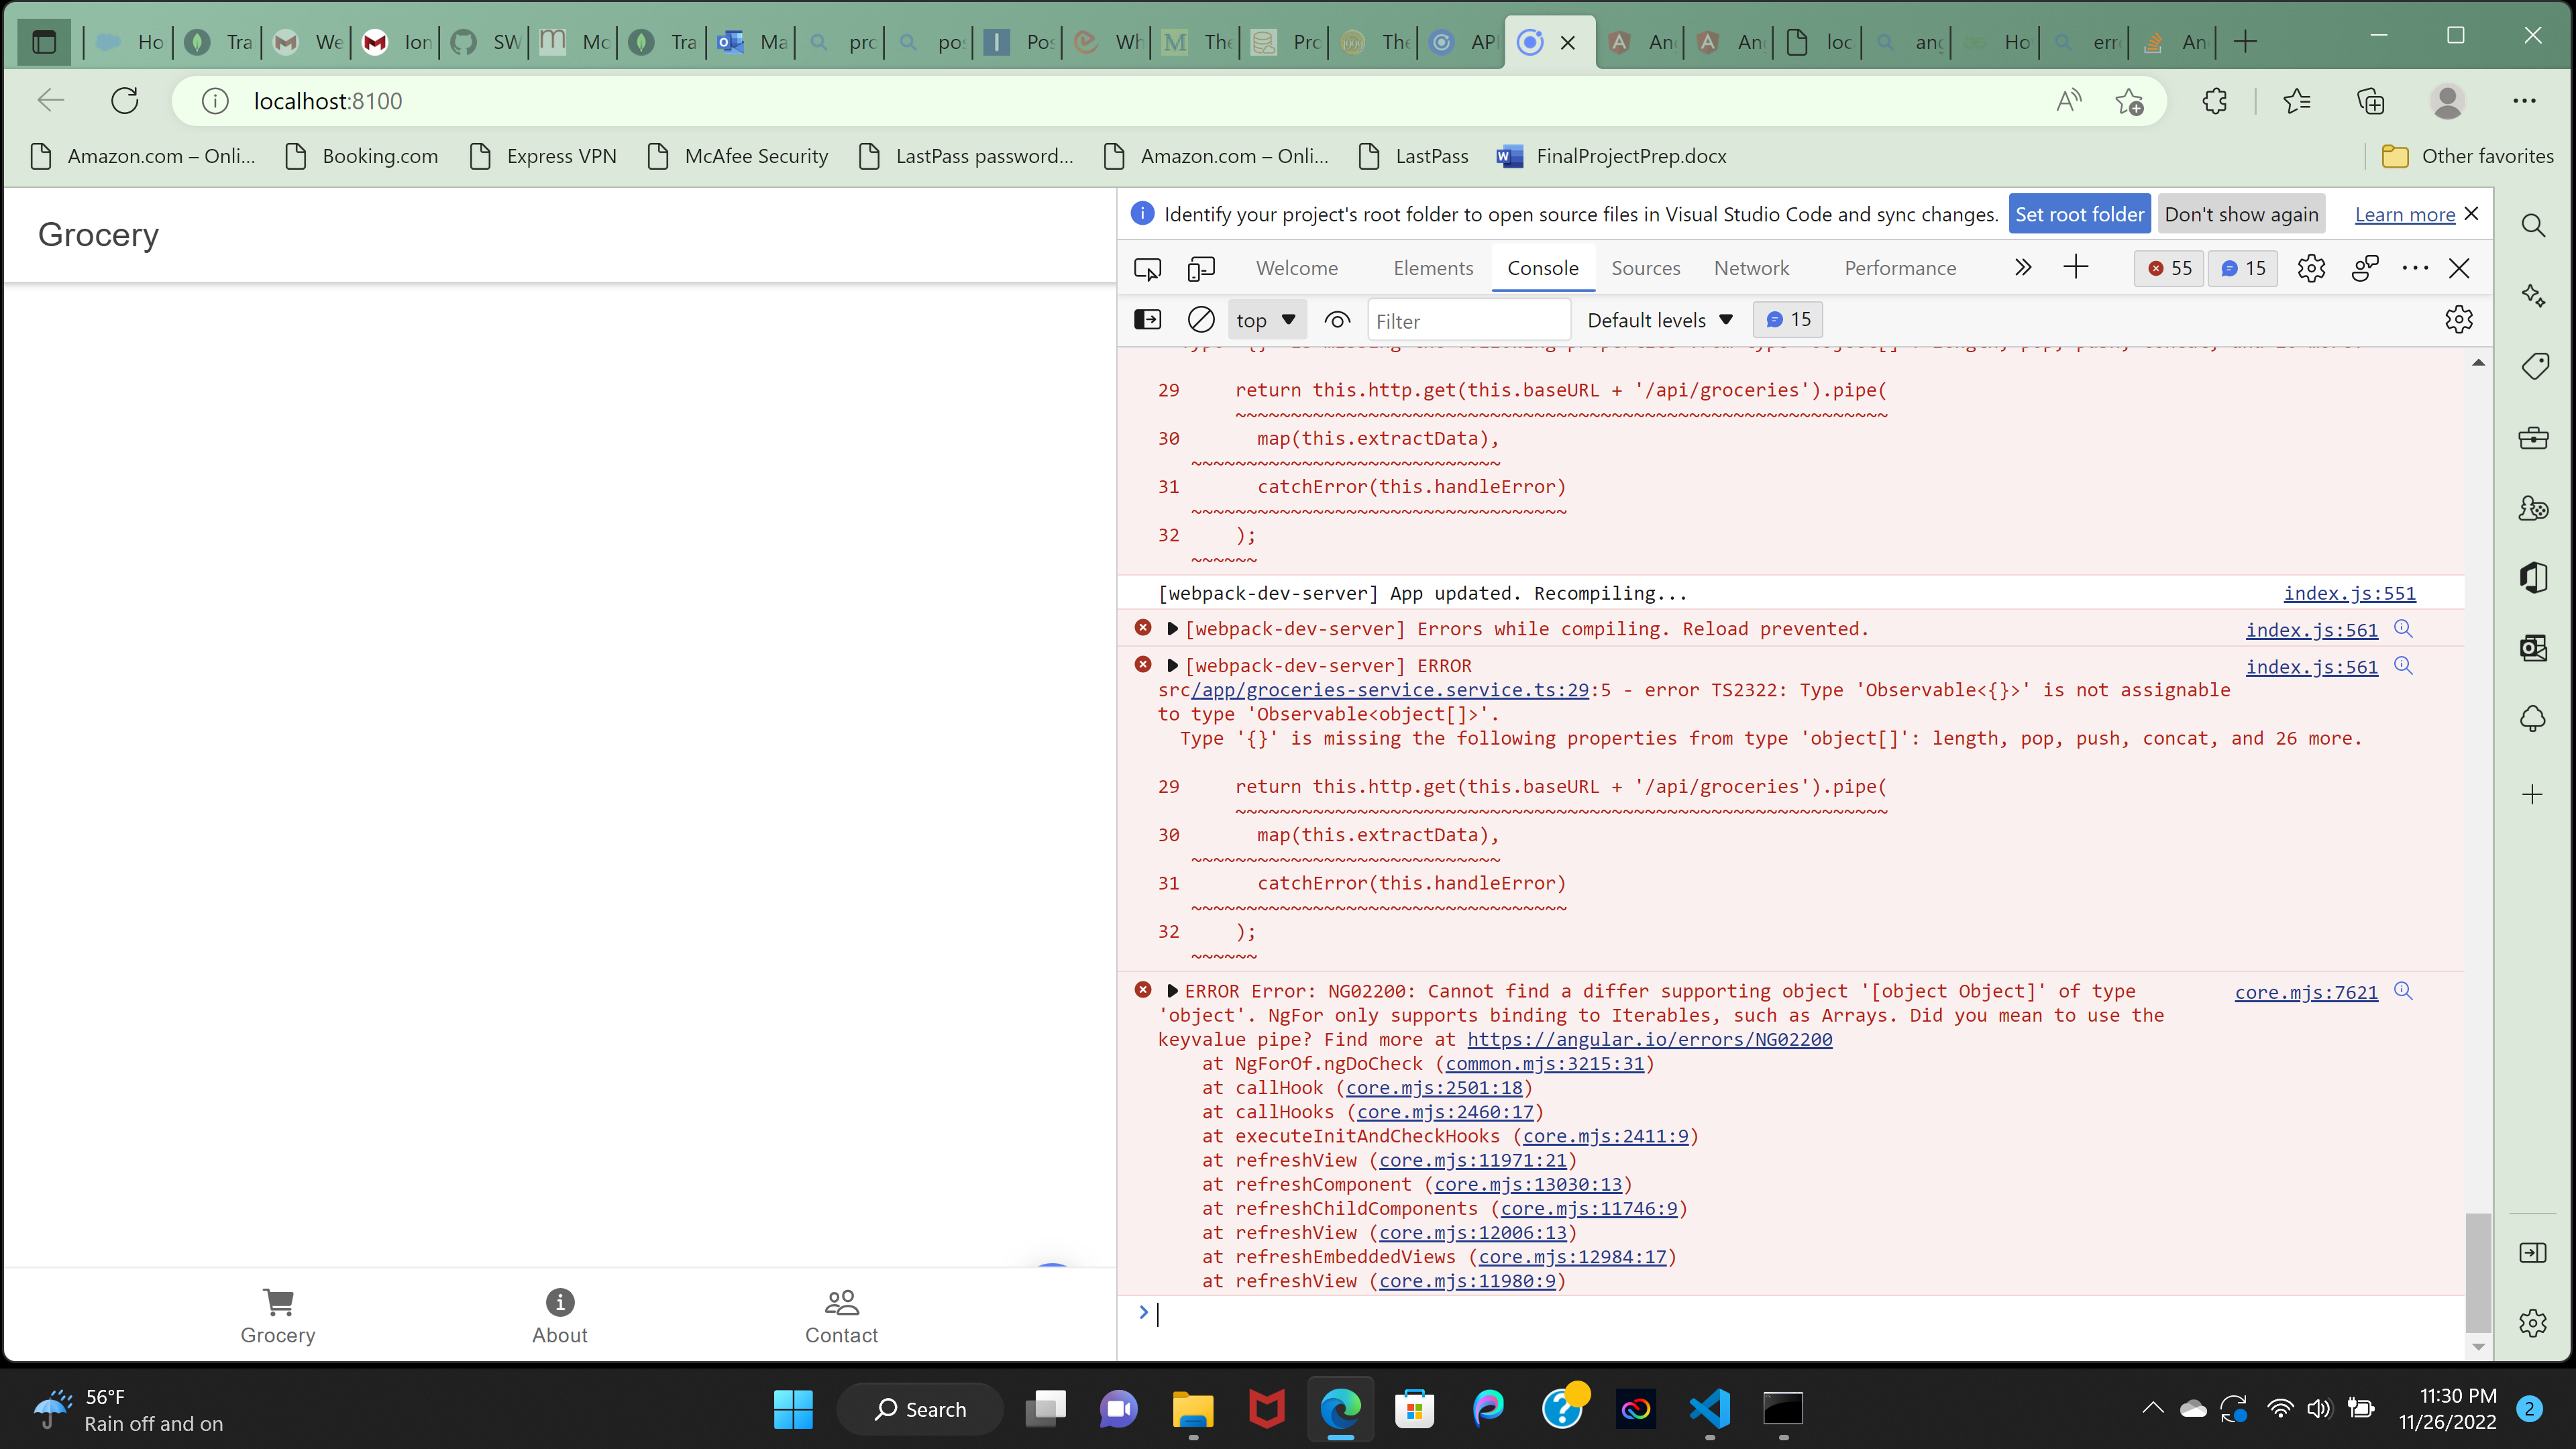 Ho
Tra
We
Ion
SW
Mo
Tra
Ma
pro
pos
Pos
Wh
The
Pro
The
API
An
An
loc
ang
Ho
erro
An
localhost:8100
Amazon.com – Onli...
Booking.com
Express VPN
McAfee Security
LastPass password...
Amazon.com – Onli...
LastPass
FinalProjectPrep.docx
Other favorites
Grocery
Identify your project's root folder to open source files in Visual Studio Code and sync changes.
Set root folder
Don't show again
Learn more
Welcome
Elements
Console
Sources
Network
Performance
55
15
top
Filter
Default levels
15
29 return this.http.get(this.baseURL + '/api/groceries').pipe(
~~~~~~~~~~~~~~~~~~~~~~~~~~~~~~~~~~~~~~~~~~~~~~~~~~~~~~~~~~~
30 map(this.extractData),
~~~~~~~~~~~~~~~~~~~~~~~~~~~~
31 catchError(this.handleError)
~~~~~~~~~~~~~~~~~~~~~~~~~~~~~~~~~~
32 );
~~~~~~
[webpack-dev-server] App updated. Recompiling... index.js:551
[webpack-dev-server] Errors while compiling. Reload prevented. index.js:561
[webpack-dev-server] ERROR index.js:561
src/app/groceries-service.service.ts:29:5 - error TS2322: Type 'Observable<{}>' is not assignable
to type 'Observable<object[]>'.
Type '{}' is missing the following properties from type 'object[]': length, pop, push, concat, and 26 more.
29 return this.http.get(this.baseURL + '/api/groceries').pipe(
~~~~~~~~~~~~~~~~~~~~~~~~~~~~~~~~~~~~~~~~~~~~~~~~~~~~~~~~~~~
30 map(this.extractData),
~~~~~~~~~~~~~~~~~~~~~~~~~~~~
31 catchError(this.handleError)
~~~~~~~~~~~~~~~~~~~~~~~~~~~~~~~~~~
32 );
~~~~~~
ERROR Error: NG02200: Cannot find a differ supporting object '[object Object]' of type core.mjs:7621
'object'. NgFor only supports binding to Iterables, such as Arrays. Did you mean to use the
keyvalue pipe? Find more at https://angular.io/errors/NG02200
at NgForOf.ngDoCheck (common.mjs:3215:31)
at callHook (core.mjs:2501:18)
at callHooks (core.mjs:2460:17)
at executeInitAndCheckHooks (core.mjs:2411:9)
at refreshView (core.mjs:11971:21)
at refreshComponent (core.mjs:13030:13)
at refreshChildComponents (core.mjs:11746:9)
at refreshView (core.mjs:12006:13)
at refreshEmbeddedViews (core.mjs:12984:17)
at refreshView (core.mjs:11980:9)
Grocery
About
Contact
56°F
Rain off and on
Search
11:30 PM
11/26/2022
2